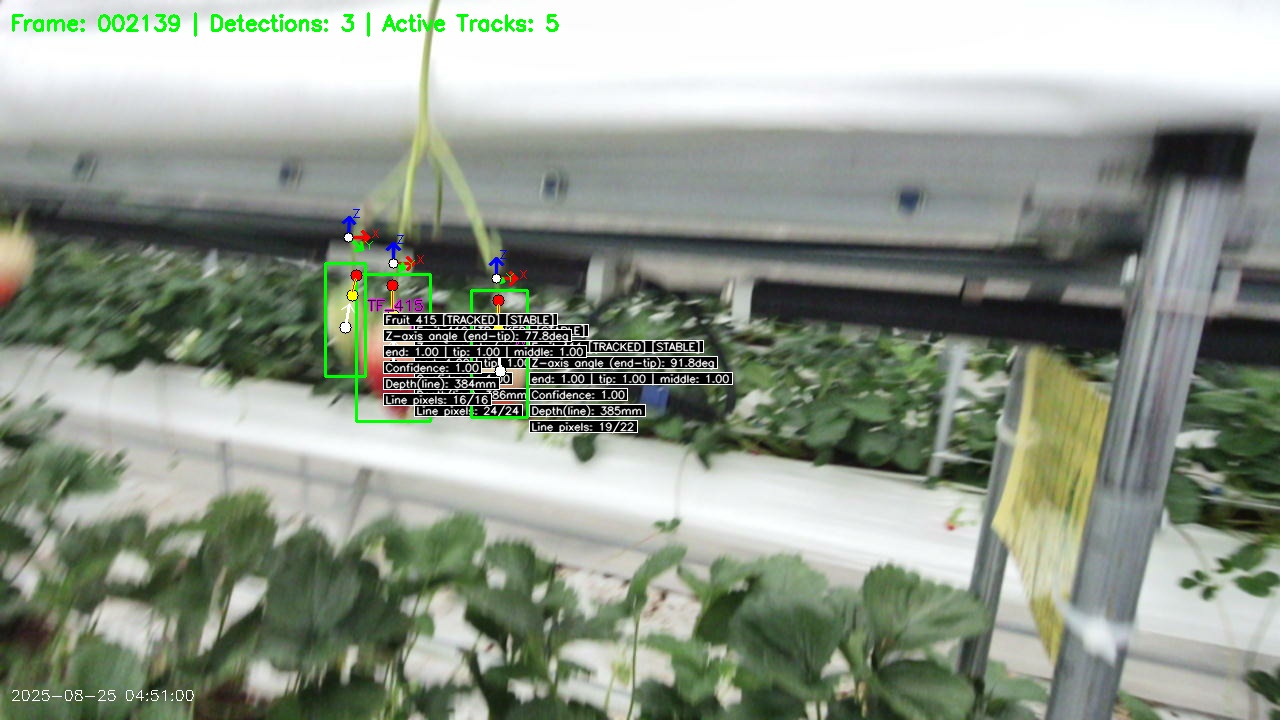 Frame: 002139 | Detections: 3 | Active Tracks: 5
Z
X
Y
Z
X
Z
X
TF_415
Fruit 415 [TRACKED] [STABLE]
Z-axis angle (end-tip): 77.8deg
end: 1.00 | tip: 1.00 | middle: 1.00
Confidence: 1.00
Depth(line): 384mm
Line pixels: 16/16
86mm
Line pixels: 24/24
[TRACKED] [STABLE]
Z-axis angle (end-tip): 91.8deg
end: 1.00 | tip: 1.00 | middle: 1.00
Confidence: 1.00
Depth(line): 385mm
Line pixels: 19/22
2025-08-25 04:51:00